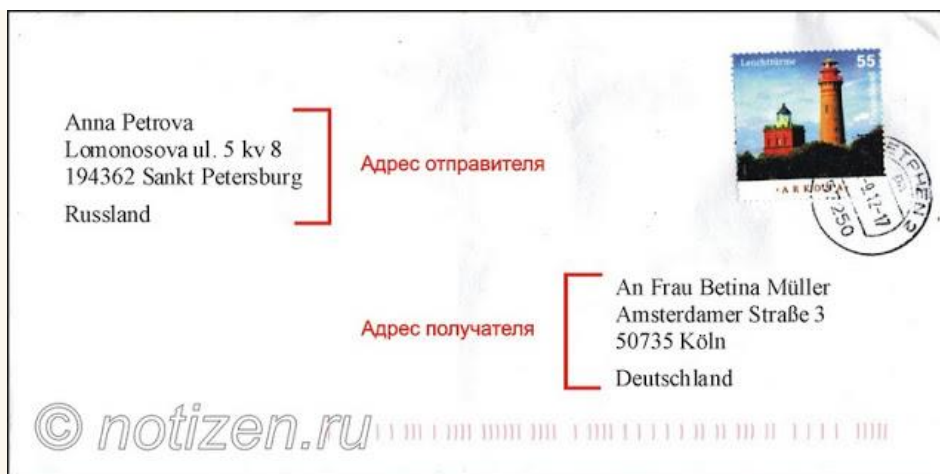 Leuchttürme 55
ARKONA
Anna Petrova
Lomonosova ul. 5 kv 8
194362 Sankt Petersburg
Russland
Адрес отправителя
An Frau Betina Müller
Amsterdamer Straße 3
50735 Köln
Deutschland
Адрес получателя
© notizen.ru